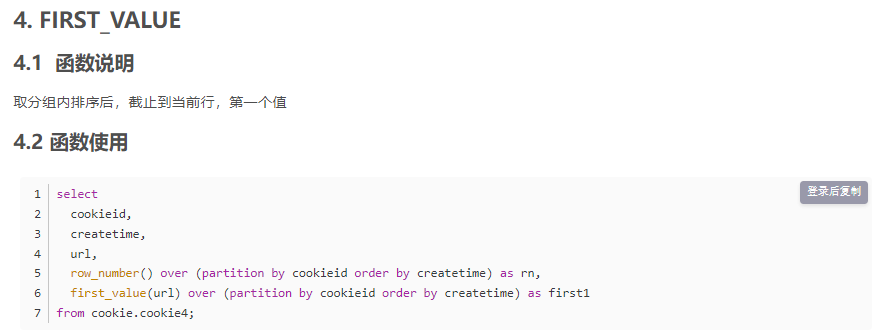 4. FIRST_VALUE
4.1 函数说明
取分组内排序后，截止到当前行，第一个值
4.2 函数使用
登录后复制
1 select
2 cookieid,
3 createtime,
4 url,
5 row_number() over (partition by cookieid order by createtime) as rn,
6 first_value(url) over (partition by cookieid order by createtime) as first1
7 from cookie.cookie4;